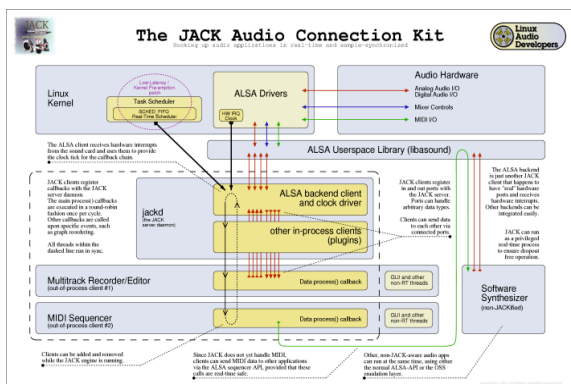 JACK
The JACK Audio Connection Kit
Hooking up audio applications in real-time and sample-synchronized
Linux
Audio
Developers
Linux
Kernel
Low-Latency /
Kernel Pre-emption
patch
Task Scheduler
SCHED_FIFO
Real-Time Scheduler
ALSA Drivers
HW IRQ
Clock
Audio Hardware
Analog Audio I/O
Digital Audio I/O
Mixer Controls
MIDI I/O
The ALSA client receives hardware interrupts
from the sound card and uses them to provide
the clock tick for the callback chain.
ALSA Userspace Library (libasound)
JACK clients register
callbacks with the JACK
server daemon.
The main process() callbacks
are executed in a round-robin
fashion once per cycle.
Other callbacks are called
upon specific events, such
as graph reordering.
All threads within the
dashed line run in sync.
jackd
(the JACK
server daemon)
ALSA backend client
and clock driver
other in-process clients
(plugins)
JACK clients register
in and out ports with
the JACK server.
Ports can handle
arbitrary data types.
Clients can send data
to each other via
connected ports.
The ALSA backend
is just another JACK
client that happens to
have "real" hardware
ports and receives
hardware interrupts.
Other backends can be
integrated easily.
JACK can run
as a privileged
real-time process
to ensure dropout
free operation.
Multitrack Recorder/Editor
(out-of-process client #1)
Data process() callback
GUI and other
non-RT threads
MIDI Sequencer
(out-of-process client #2)
Data process() callback
GUI and other
non-RT threads
Software
Synthesizer
(non-JACKified)
Clients can be added and removed
while the JACK engine is running.
Since JACK does not yet handle MIDI,
clients can send MIDI data to other applications
via the ALSA sequencer API, provided that these
calls are real-time safe.
Other, non-JACK-aware audio apps
can run at the same time, using either
the normal ALSA-API or the OSS
emulation layer.